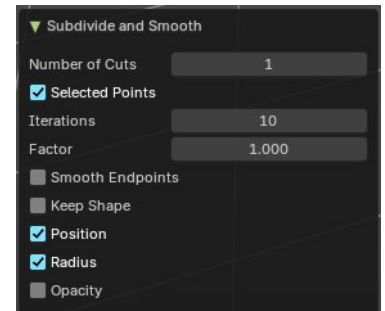 Subdivide and Smooth
Number of Cuts 1
Selected Points
Iterations 10
Factor 1.000
Smooth Endpoints
Keep Shape
Position
Radius
Opacity